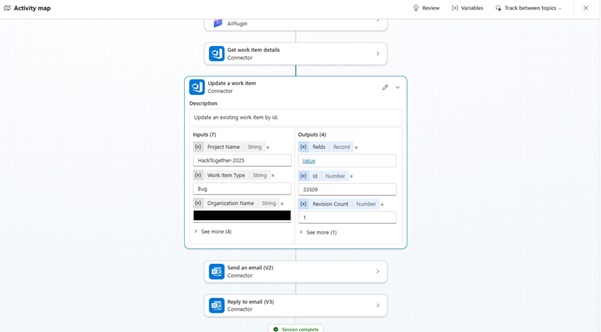 Activity map
Review
{x} Variables
Track between topics
AIPlugin
Get work item details
Connector
Update a work item
Connector
Description
Update an existing work item by id.
Inputs (7)
{x} Project Name String
HackTogether-2025
{x} Work Item Type String
Bug
{x} Organization Name String
See more (4)
Outputs (4)
{x} fields Record
Value
{x} id Number
33509
{x} Revision Count Number
1
See more (1)
Send an email (V2)
Connector
Reply to email (V3)
Connector
Session complete